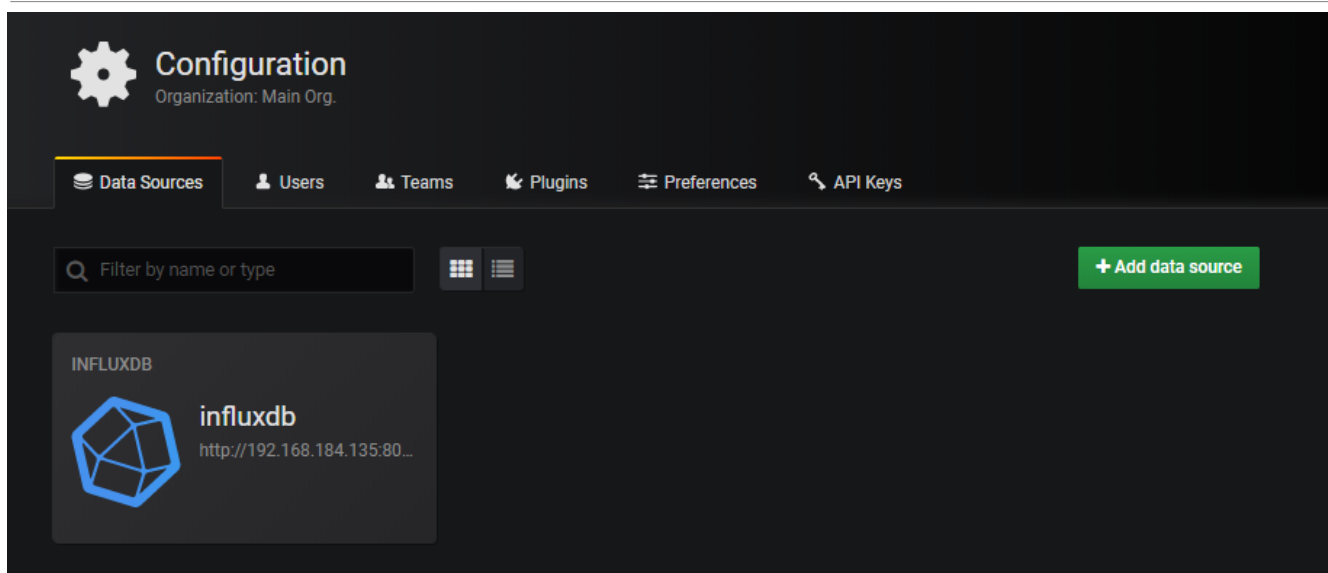 Configuration
Organization: Main Org.
Data Sources Users Teams Plugins Preferences API Keys
Filter by name or type
+ Add data source
INFLUXDB
influxdb
http://192.168.184.135:80...